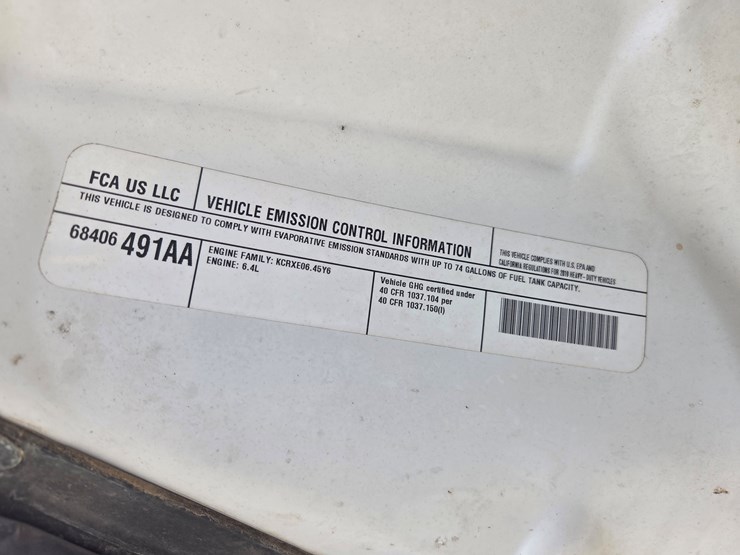 FCA US LLC
VEHICLE EMISSION CONTROL INFORMATION
THIS VEHICLE COMPLIES WITH U.S. EPA AND
CALIFORNIA REGULATIONS FOR 2019 HEAVY - DUTY VEHICLES
THIS VEHICLE IS DESIGNED TO COMPLY WITH EVAPORATIVE EMISSION STANDARDS WITH UP TO 74 GALLONS OF FUEL TANK CAPACITY.
68406 491AA
ENGINE FAMILY: KCRXE06.45Y6
ENGINE: 6.4L
Vehicle GHG certified under
40 CFR 1037.104 per
40 CFR 1037.150(l)